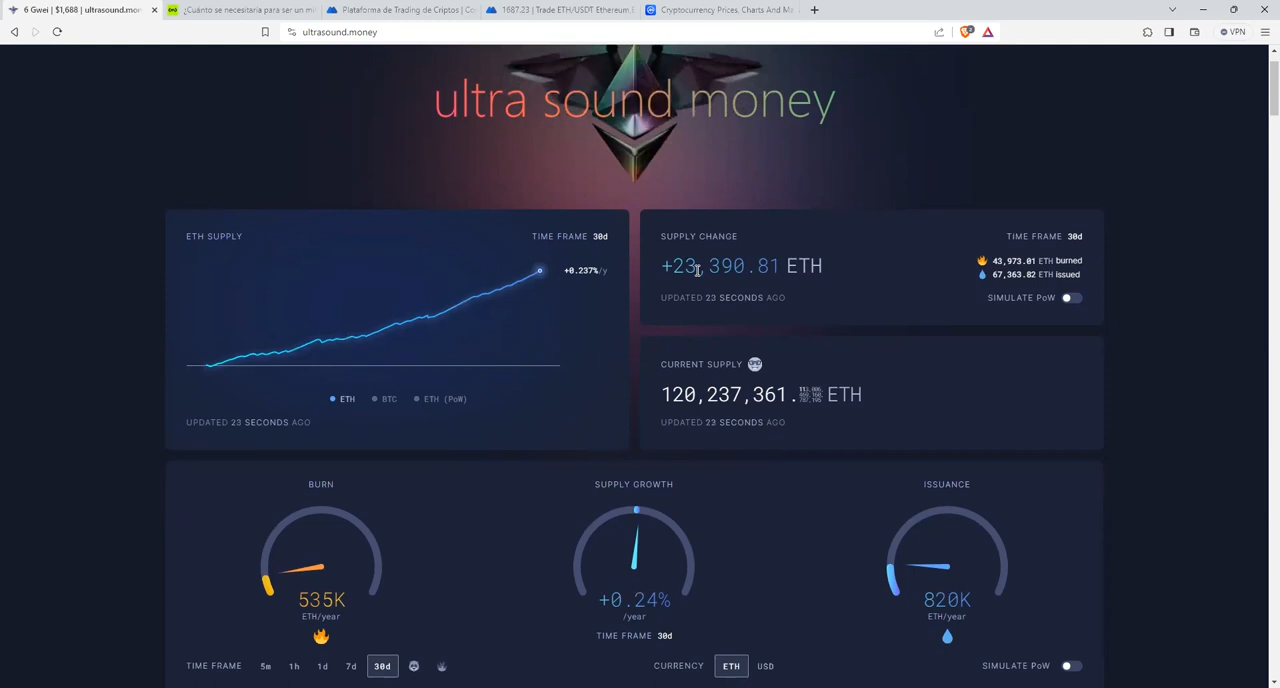 6 Gwei | $1,688 | ultrasound.mon
¿Cuánto se necesitaria para ser un mi
Plataforma de Trading de Criptos | Co
1687.23 | Trade ETH/USDT Ethereum,E
Cryptocurrency Prices, Charts And Ma
ultrasound.money
VPN
ultra sound money
ETH SUPPLY
TIME FRAME 30d
+0.237%/y
ETH
BTC
ETH (PoW)
UPDATED 23 SECONDS AGO
SUPPLY CHANGE
TIME FRAME 30d
+23,390.81 ETH
43,973.01 ETH burned
67,363.82 ETH issued
UPDATED 23 SECONDS AGO
SIMULATE PoW
CURRENT SUPPLY
120,237,361. ETH
UPDATED 23 SECONDS AGO
BURN
535K
ETH/year
SUPPLY GROWTH
+0.24%
/year
TIME FRAME 30d
ISSUANCE
820K
ETH/year
TIME FRAME 5m 1h 1d 7d 30d
CURRENCY ETH USD
SIMULATE PoW